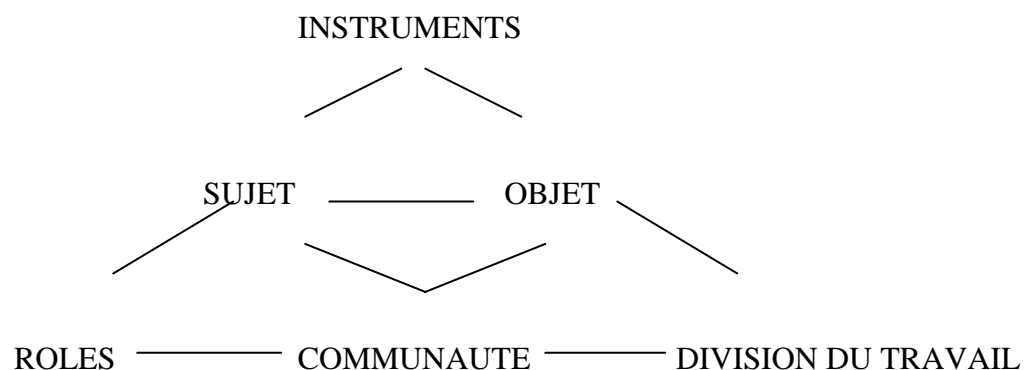 INSTRUMENTS
SUJET OBJET
ROLES COMMUNAUTE DIVISION DU TRAVAIL